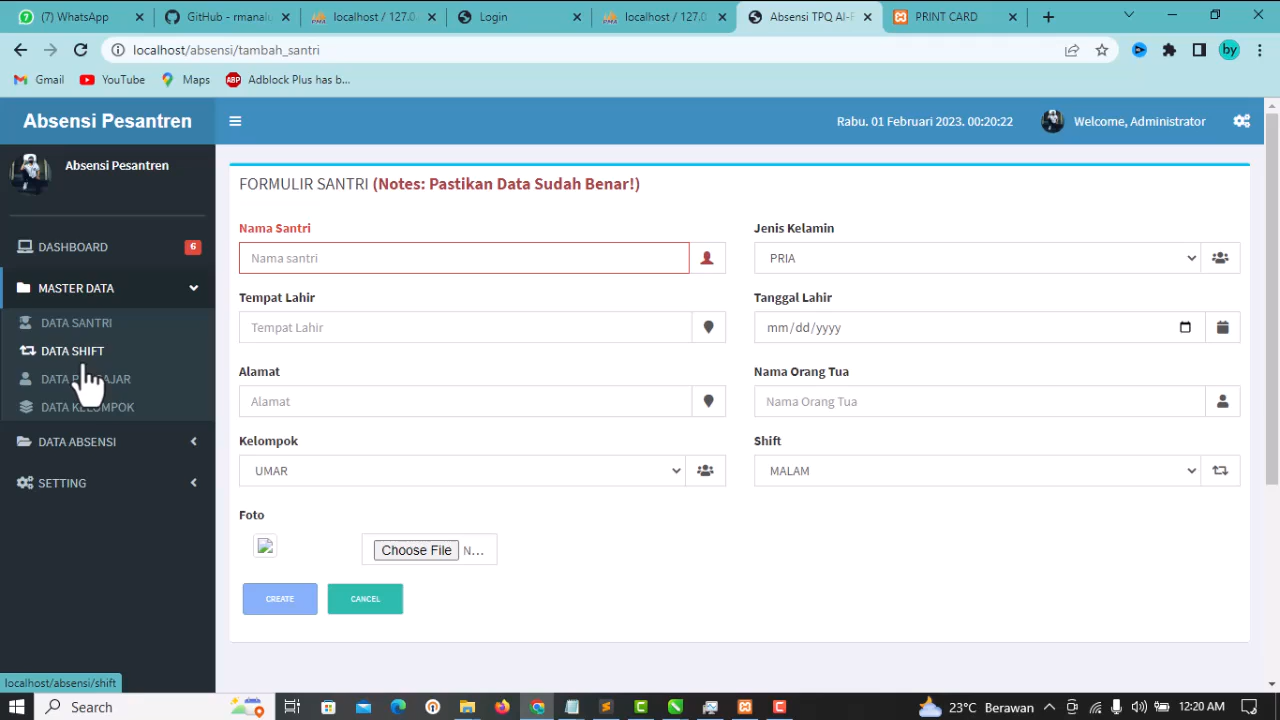 WhatsApp
GitHub - rmanalu
localhost / 127.0
Login
localhost / 127.0.
Absensi TPQ Al-F
PRINT CARD
localhost/absensi/tambah_santri
by
Gmail
YouTube
Maps
ABP
Adblock Plus has b...
Absensi Pesantren
Rabu. 01 Februari 2023. 00:20:22
Welcome, Administrator
Absensi Pesantren
DASHBOARD
6
MASTER DATA
DATA SANTRI
DATA SHIFT
DATA KELOMPOK
DATA ABSENSI
SETTING
FORMULIR SANTRI (Notes: Pastikan Data Sudah Benar!)
Nama Santri
Nama santri
Jenis Kelamin
PRIA
Tempat Lahir
Tempat Lahir
Tanggal Lahir
mm/dd/yyyy
Alamat
Alamat
Nama Orang Tua
Nama Orang Tua
Kelompok
UMAR
Shift
MALAM
Foto
Choose File N...
CREATE
CANCEL
localhost/absensi/shift
Search
23°C Berawan
12:20 AM